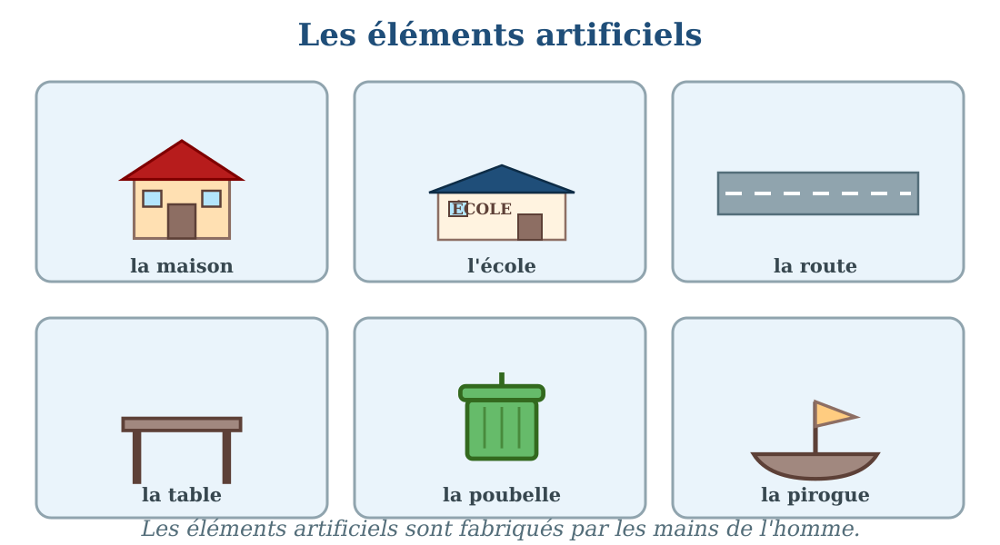 Les éléments artificiels
ÉCOLE
la maison
l'école
la route
la table
la poubelle
la pirogue
Les éléments artificiels sont fabriqués par les mains de l'homme.